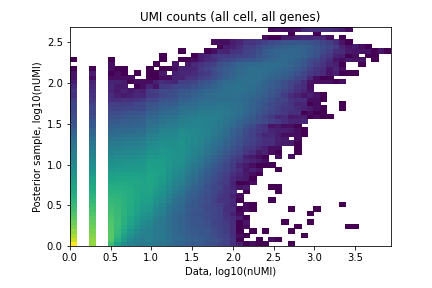 UMI counts (all cell, all genes)
Posterior sample, log10(nUMI)
2.5
2.0
1.5
1.0
0.5
0.0
0.0 0.5 1.0 1.5 2.0 2.5 3.0 3.5
Data, log10(nUMI)